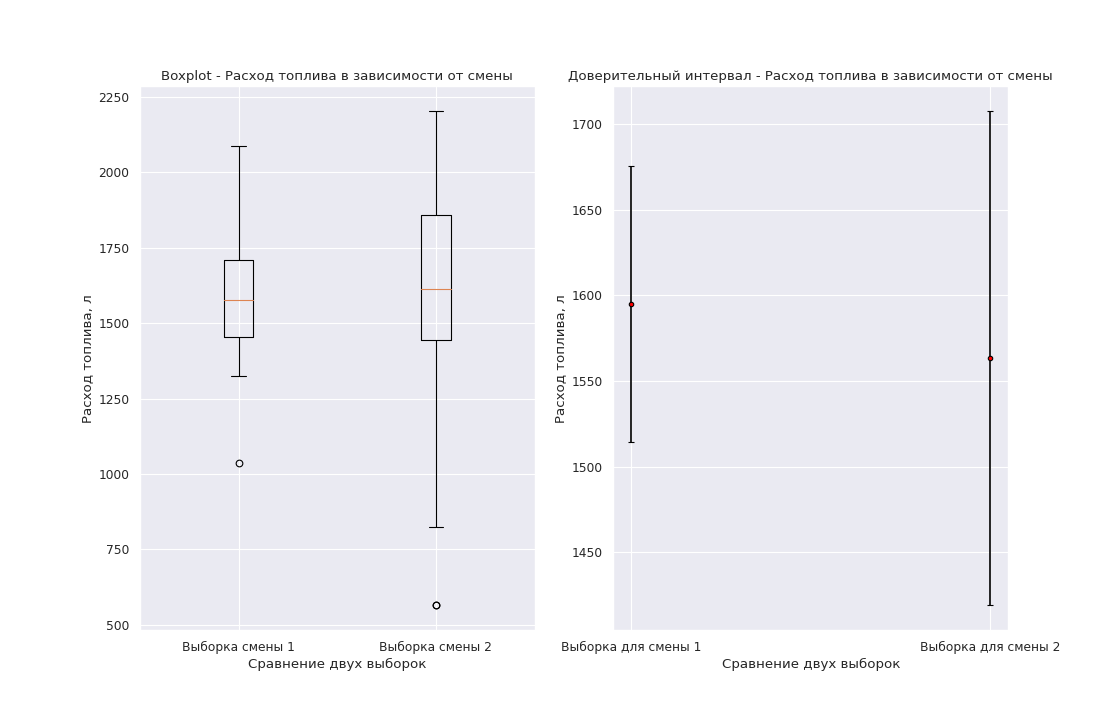 Boxplot - Расход топлива в зависимости от смены
2250
2000
1750
1500
1250
1000
750
500
Расход топлива, л
Выборка смены 1
Выборка смены 2
Сравнение двух выборок
Доверительный интервал - Расход топлива в зависимости от смены
1700
1650
1600
1550
1500
1450
Расход топлива, л
Выборка для смены 1
Выборка для смены 2
Сравнение двух выборок